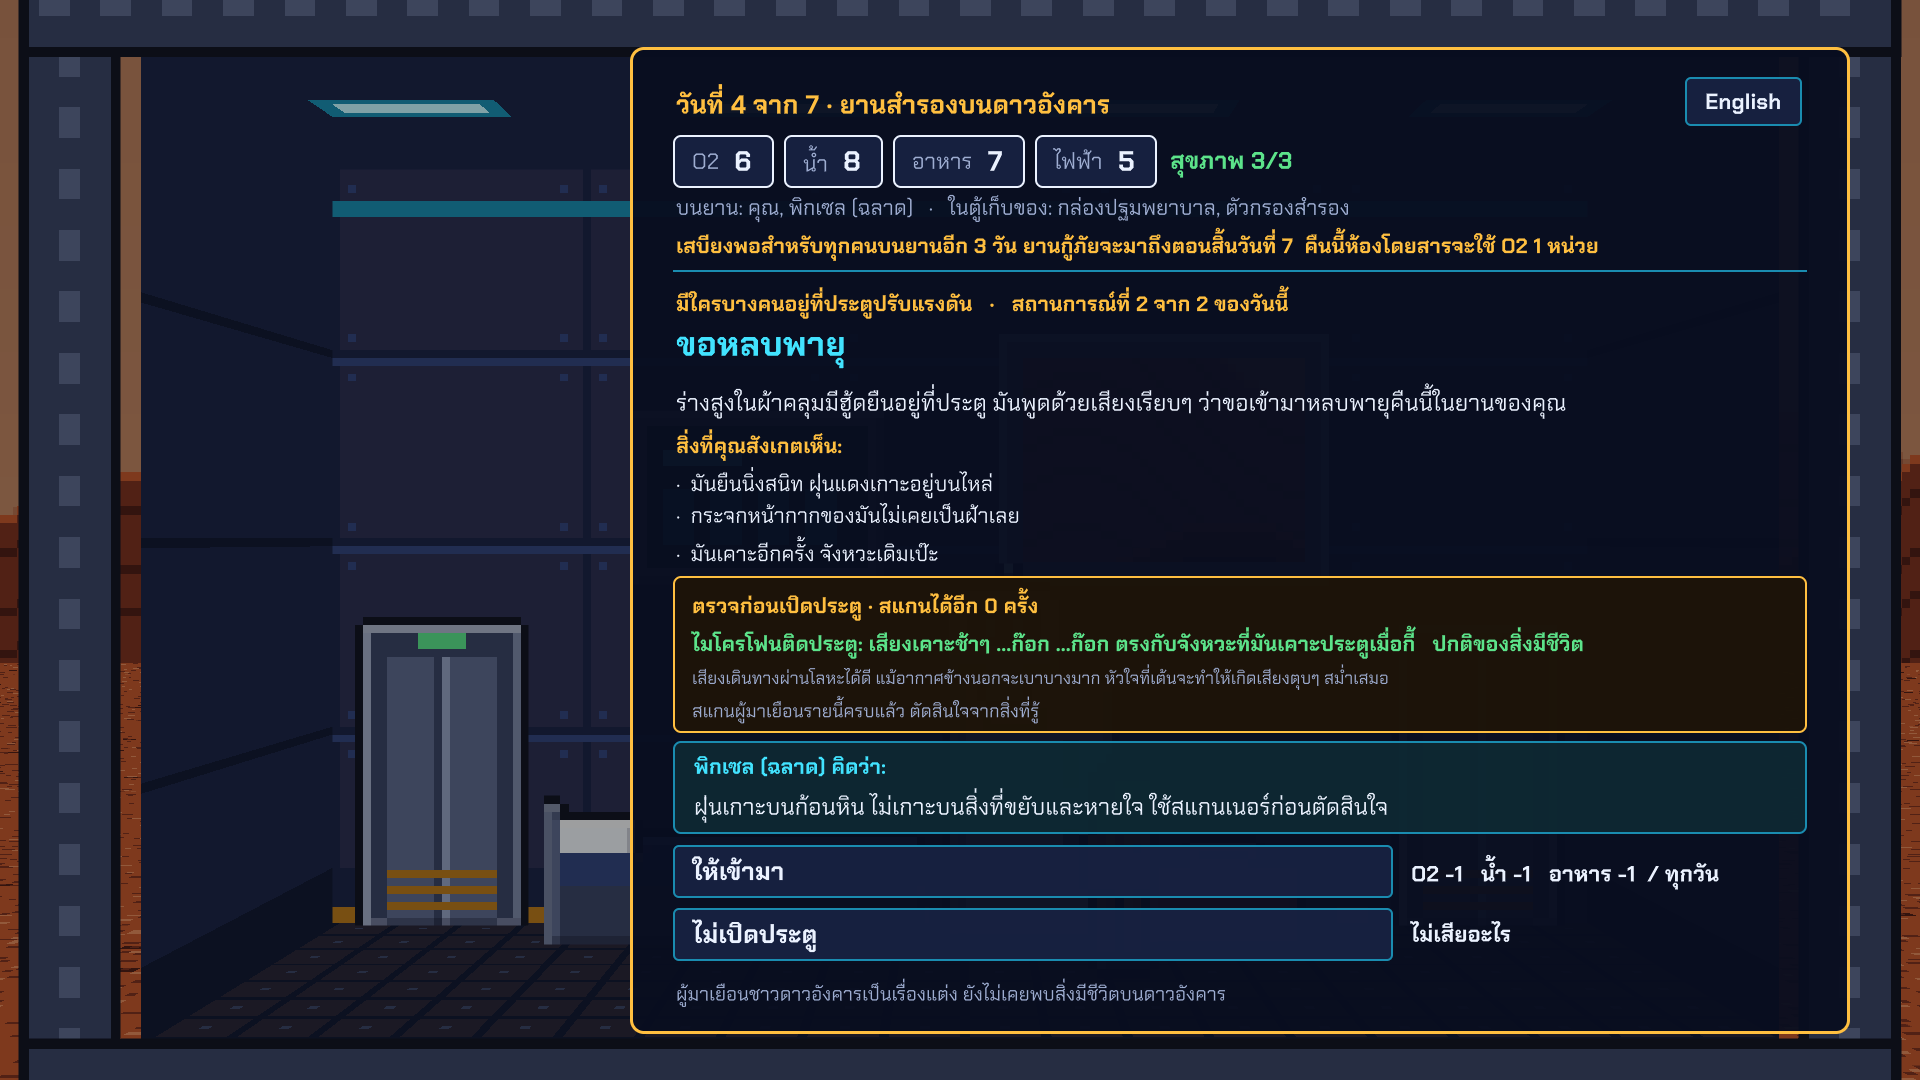 วันที่ 4 จาก 7 · ยานสำรองบนดาวอังคาร
English
O2 6 น้ำ 8 อาหาร 7 ไฟฟ้า 5 สุขภาพ 3/3
บนยาน: คุณ, พิกเซล (ฉลาด) · ในตู้เก็บของ: กล่องปฐมพยาบาล, ตัวกรองสำรอง
เสบียงพอสำหรับทุกคนบนยานอีก 3 วัน ยานกู้ภัยจะมาถึงตอนสิ้นวันที่ 7 คืนนี้ห้องโดยสารจะใช้ O2 1 หน่วย
มีใครบางคนอยู่ที่ประตูปรับแรงดัน · สถานการณ์ที่ 2 จาก 2 ของวันนี้
ขอหลบพายุ
ร่างสูงในผ้าคลุมมีฮู้ดยืนอยู่ที่ประตู มันพูดด้วยเสียงเรียบๆ ว่าขอเข้ามาหลบพายุคืนนี้ในยานของคุณ
สิ่งที่คุณสังเกตเห็น:
· มันยืนนิ่งสนิท ฝุ่นแดงเกาะอยู่บนไหล่
· กระจกหน้ากากของมันไม่เคยเป็นฝ้าเลย
· มันเคาะอีกครั้ง จังหวะเดิมเป๊ะ
ตรวจก่อนเปิดประตู · สแกนได้อีก 0 ครั้ง
ไมโครโฟนติดประตู: เสียงเคาะช้าๆ ...ก๊อก ...ก๊อก ตรงกับจังหวะที่มันเคาะประตูเมื่อกี้ ปกติของสิ่งมีชีวิต
เสียงเดินทางผ่านโลหะได้ดี แม้อากาศข้างนอกจะเบาบางมาก หัวใจที่เต้นจะทำให้เกิดเสียงตุบๆ สม่ำเสมอ
สแกนผู้มาเยือนรายนี้ครบแล้ว ตัดสินใจจากสิ่งที่รู้
พิกเซล (ฉลาด) คิดว่า:
ฝุ่นเกาะบนก้อนหิน ไม่เกาะบนสิ่งที่ขยับและหายใจ ใช้สแกนเนอร์ก่อนตัดสินใจ
ให้เข้ามา O2 -1 น้ำ -1 อาหาร -1 / ทุกวัน
ไม่เปิดประตู ไม่เสียอะไร
ผู้มาเยือนชาวดาวอังคารเป็นเรื่องแต่ง ยังไม่เคยพบสิ่งมีชีวิตบนดาวอังคาร